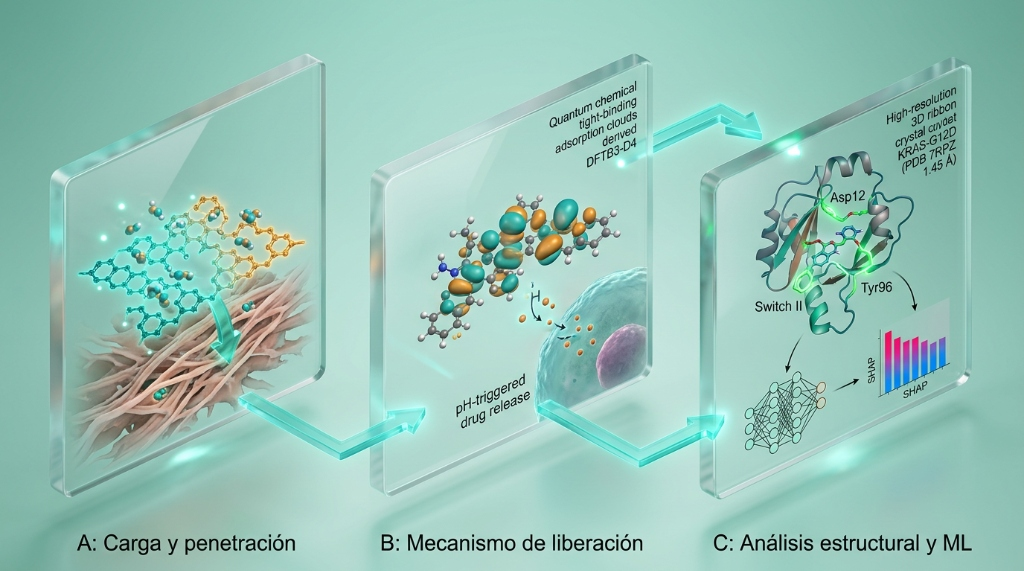 Quantum chemical
tight-binding
adsorption clouds
derived
DFTB3-D4
pH-triggered
drug release
High-resolution
3D ribbon
crystal
KRAS-G12D
(PDB 7RPZ
1.45 Å)
Asp12
Tyr96
Switch II
SHAP
SHAP
A: Carga y penetración
B: Mecanismo de liberación
C: Análisis estructural y ML